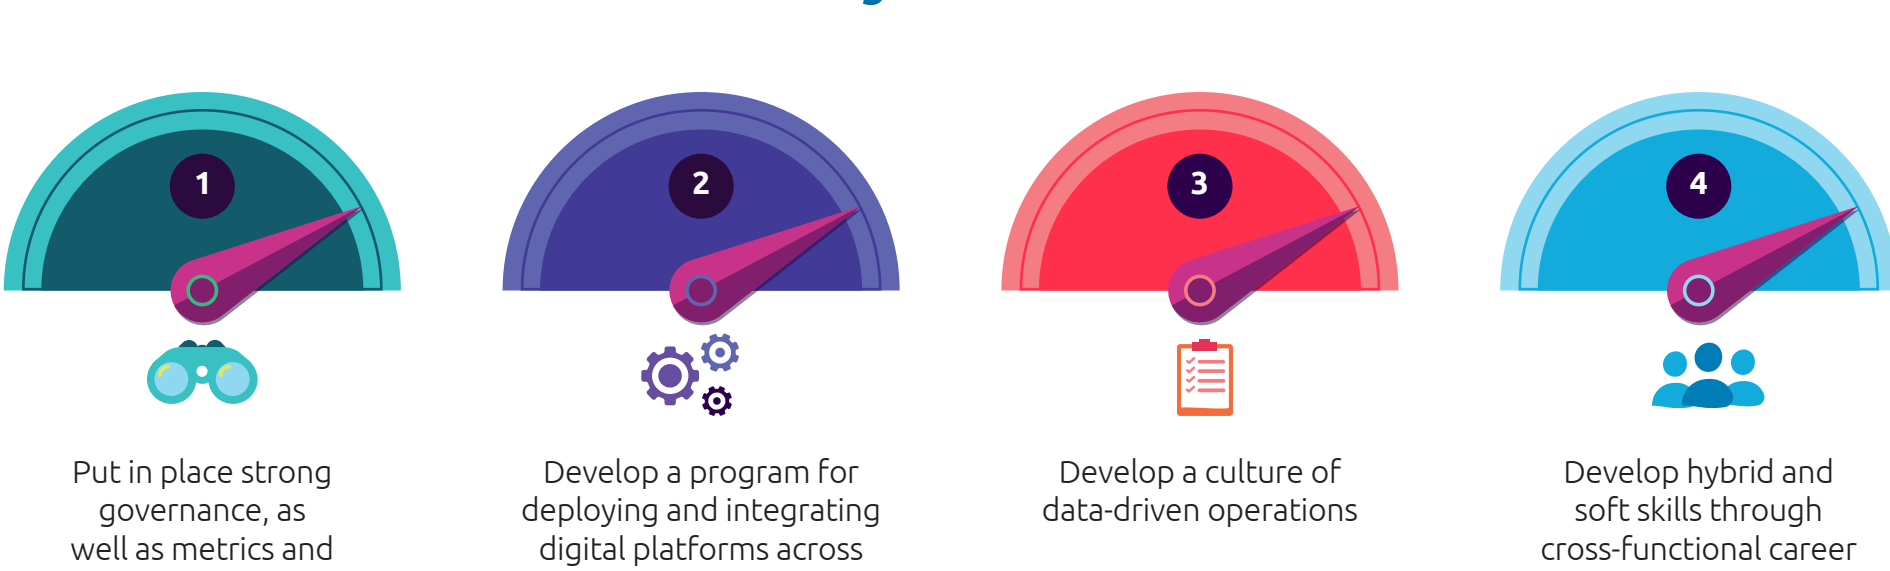 1
2
3
4
Put in place strong
governance, as
well as metrics and
Develop a program for
deploying and integrating
digital platforms across
Develop a culture of
data-driven operations
Develop hybrid and
soft skills through
cross-functional career